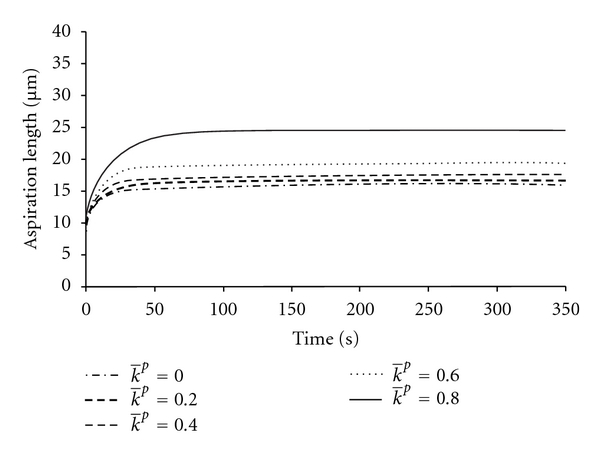 40
35
30
25
20
15
10
5
0
Aspiration length (μm)
0 50 100 150 200 250 300 350
Time (s)
k̅ᵖ = 0
k̅ᵖ = 0.2
k̅ᵖ = 0.4
k̅ᵖ = 0.6
k̅ᵖ = 0.8